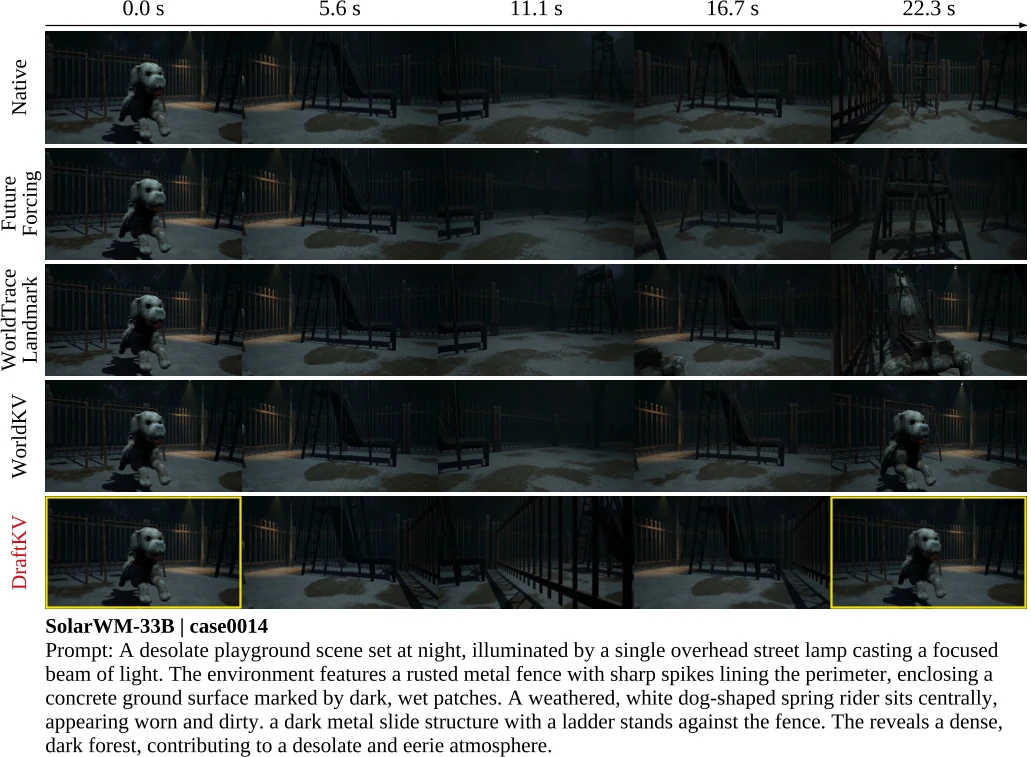 0.0 s 5.6 s 11.1 s 16.7 s 22.3 s
Native
Future
Forcing
WorldTrace
Landmark
WorldKV
DraftKV
SolarWM-33B | case0014
Prompt: A desolate playground scene set at night, illuminated by a single overhead street lamp casting a focused
beam of light. The environment features a rusted metal fence with sharp spikes lining the perimeter, enclosing a
concrete ground surface marked by dark, wet patches. A weathered, white dog-shaped spring rider sits centrally,
appearing worn and dirty. a dark metal slide structure with a ladder stands against the fence. The reveals a dense,
dark forest, contributing to a desolate and eerie atmosphere.